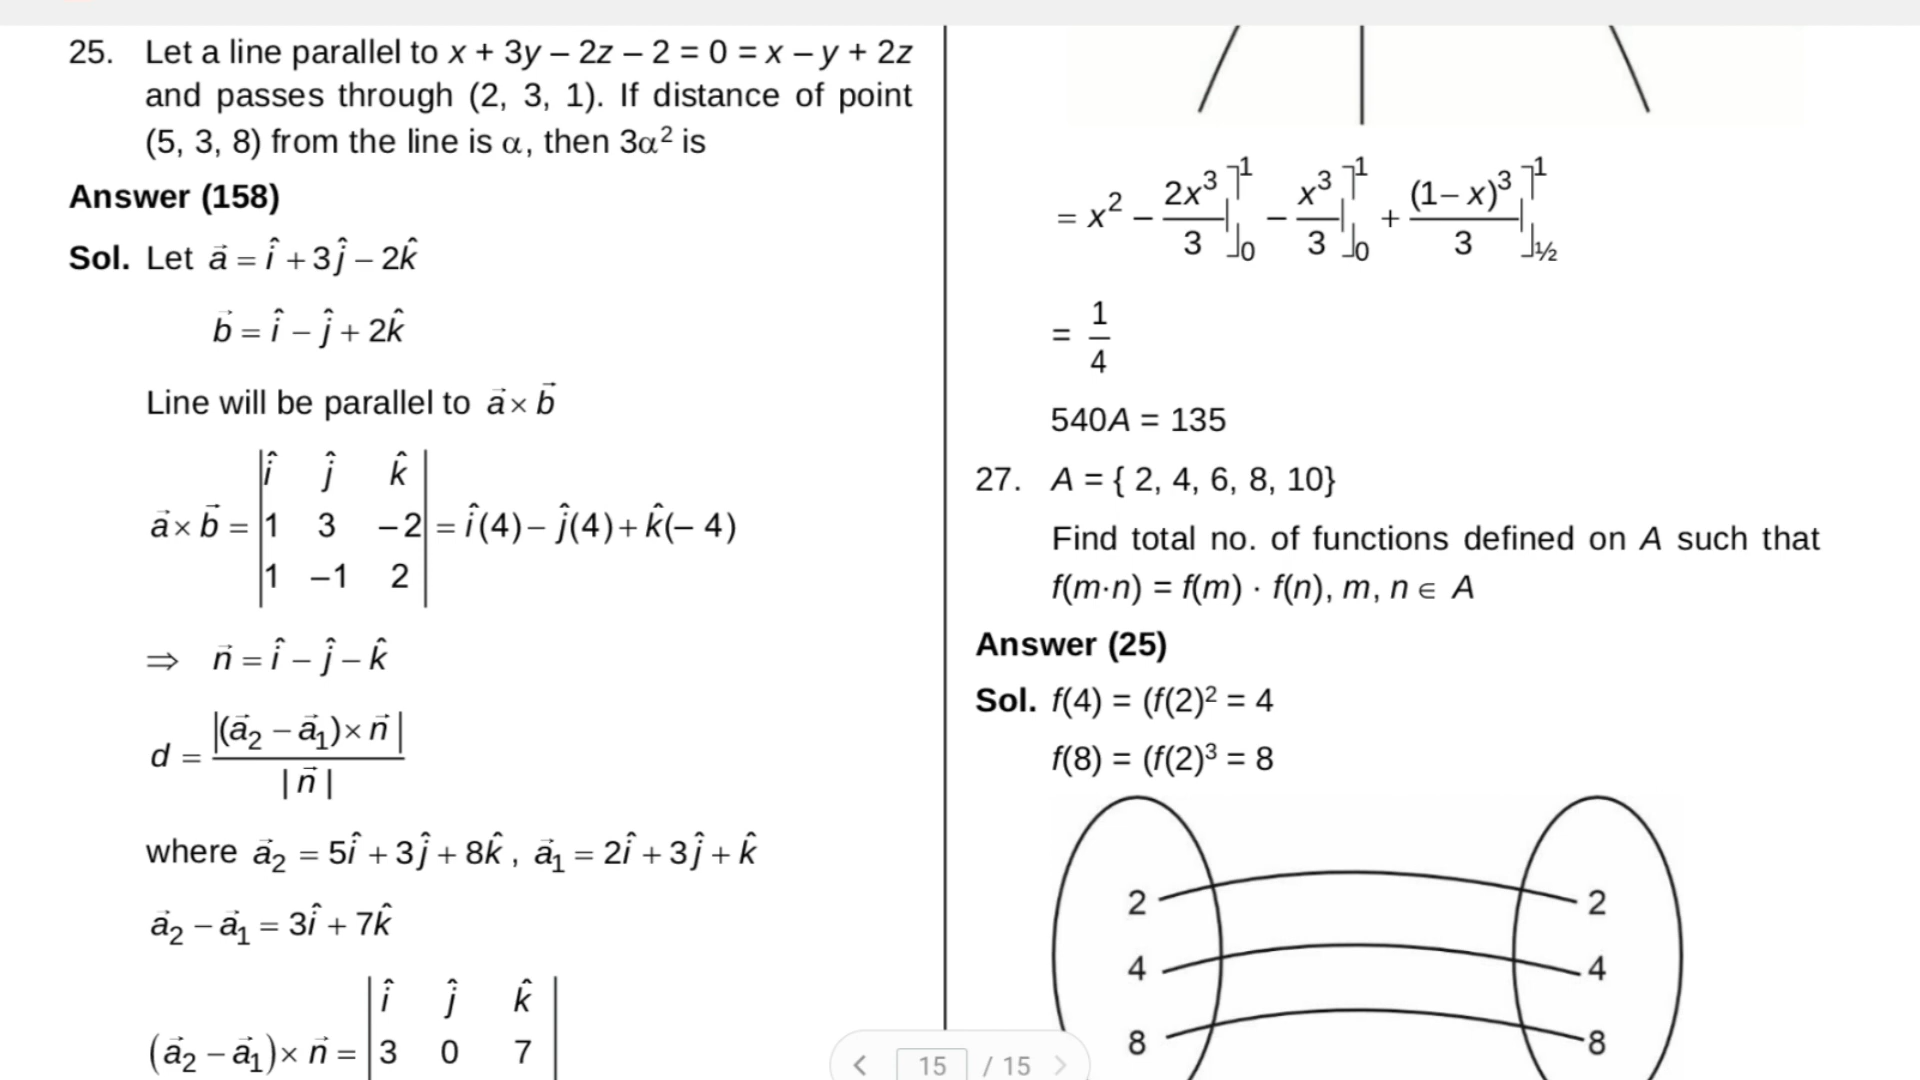 25. Let a line parallel to x + 3y – 2z – 2 = 0 = x – y + 2z
and passes through (2, 3, 1). If distance of point
(5, 3, 8) from the line is α, then 3α² is
Answer (158)
Sol. Let a⃗ = î + 3ĵ – 2k̂
b⃗ = î – ĵ + 2k̂
Line will be parallel to a⃗ × b⃗
a⃗ × b⃗ = |î ĵ k̂; 1 3 –2; 1 –1 2| = î(4) – ĵ(4) + k̂(– 4)
⇒ n⃗ = î – ĵ – k̂
d = |(a⃗₂ – a⃗₁) × n⃗| / |n⃗|
where a⃗₂ = 5î + 3ĵ + 8k̂ , a⃗₁ = 2î + 3ĵ + k̂
a⃗₂ – a⃗₁ = 3î + 7k̂
(a⃗₂ – a⃗₁) × n⃗ = |î ĵ k̂; 3 0 7
= x² – 2x³/3]₀¹ – x³/3]₀¹ + (1– x)³/3]½¹
= 1/4
540A = 135
27. A = { 2, 4, 6, 8, 10}
Find total no. of functions defined on A such that
f(m·n) = f(m) · f(n), m, n ∈ A
Answer (25)
Sol. f(4) = (f(2)² = 4
f(8) = (f(2)³ = 8
2 2
4 4
8 8
< 15 / 15 >